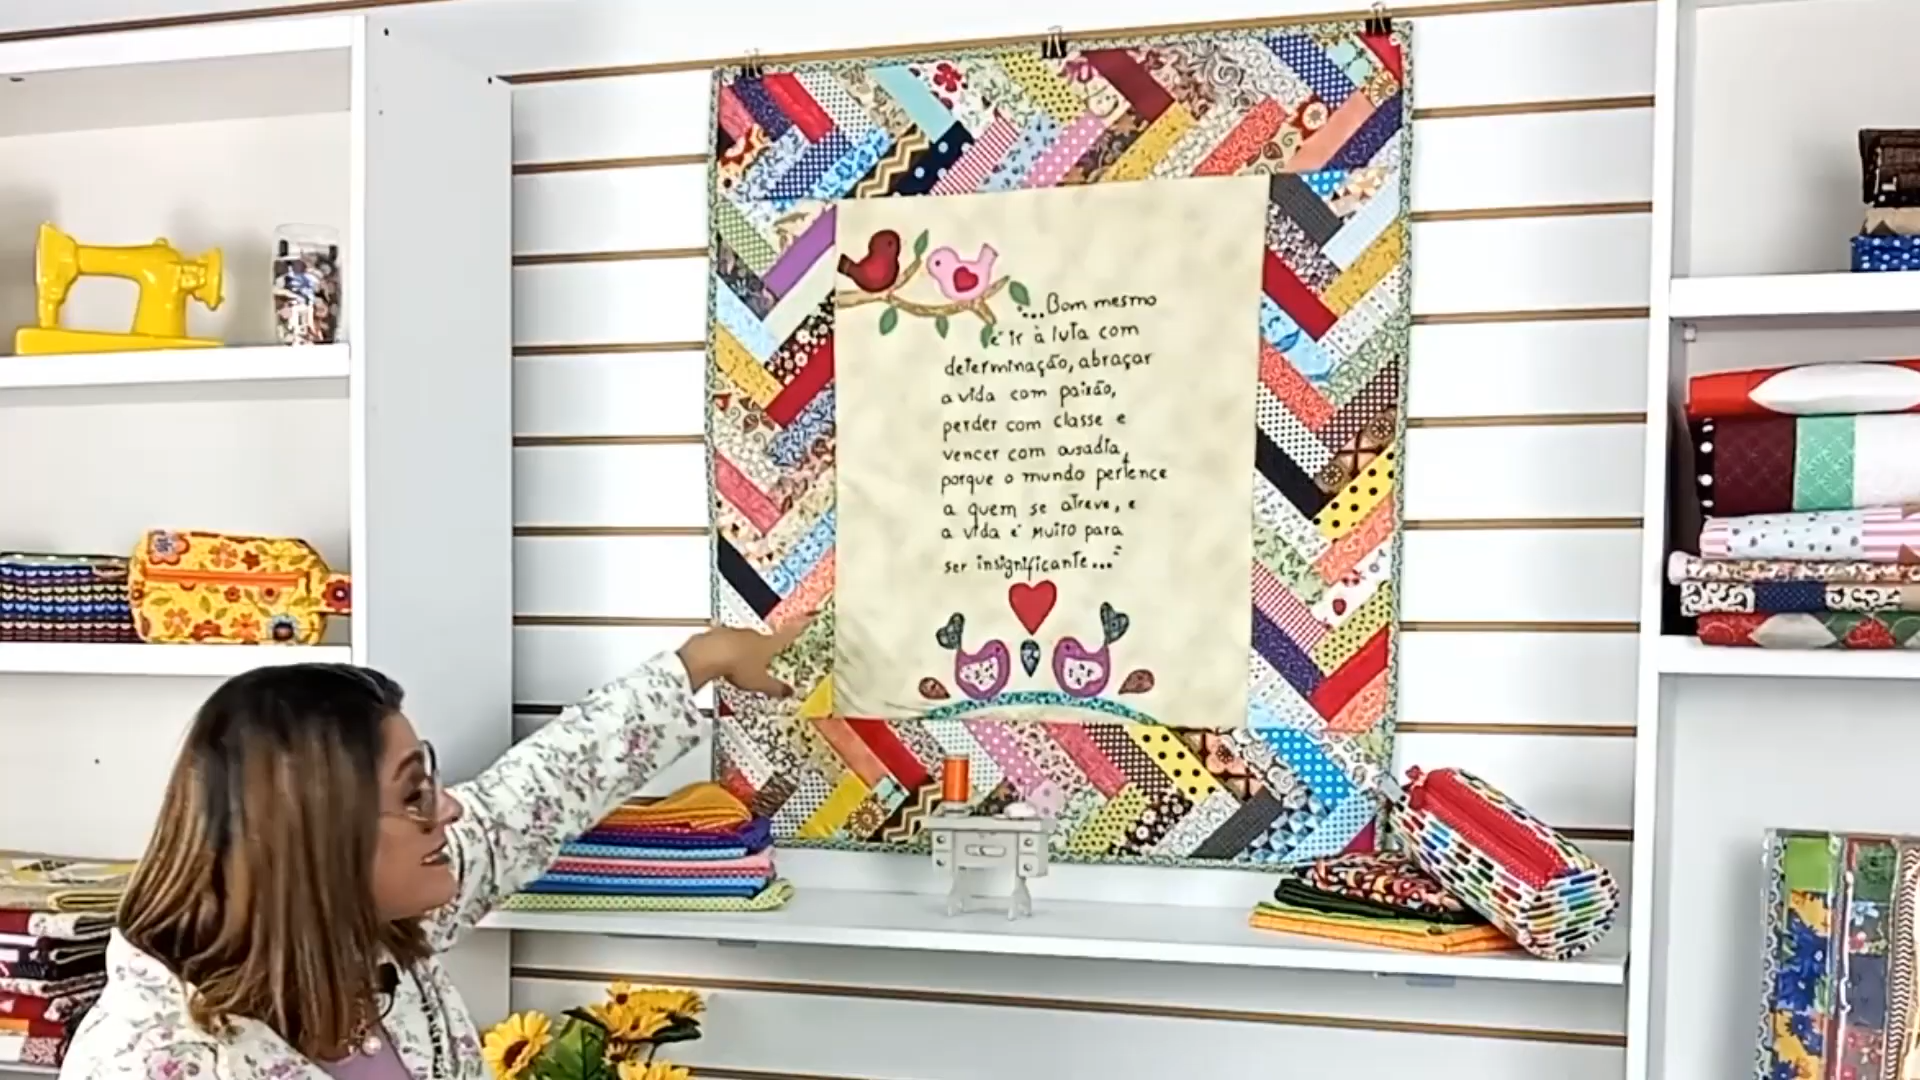 "...Bom mesmo
é ir à luta com
determinação, abraçar
a vida com paixão,
perder com classe e
vencer com ousadia,
porque o mundo pertence
a quem se atreve, e
a vida é muito para
ser insignificante..."